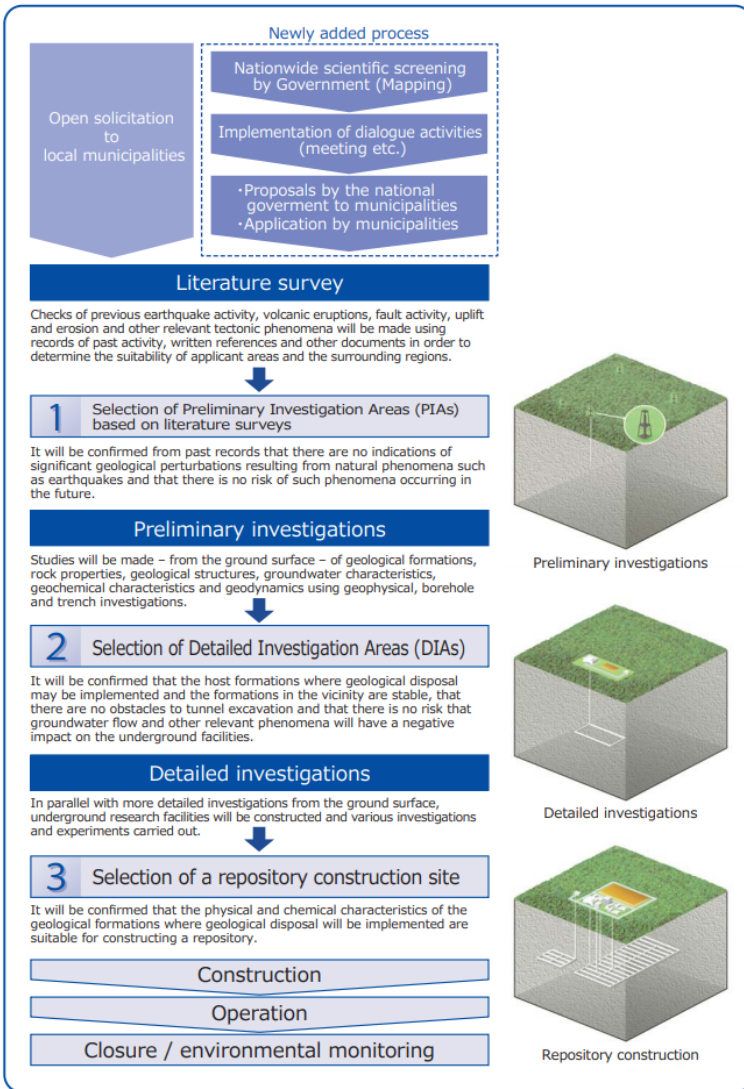 Newly added process
Open solicitation
to
local municipalities
Nationwide scientific screening
by Government (Mapping)
Implementation of dialogue activities
(meeting etc.)
・Proposals by the national
goverment to municipalities
・Application by municipalities
Literature survey
Checks of previous earthquake activity, volcanic eruptions, fault activity, uplift
and erosion and other relevant tectonic phenomena will be made using
records of past activity, written references and other documents in order to
determine the suitability of applicant areas and the surrounding regions.
1 Selection of Preliminary Investigation Areas (PIAs)
based on literature surveys
It will be confirmed from past records that there are no indications of
significant geological perturbations resulting from natural phenomena such
as earthquakes and that there is no risk of such phenomena occurring in
the future.
Preliminary investigations
Studies will be made – from the ground surface – of geological formations,
rock properties, geological structures, groundwater characteristics,
geochemical characteristics and geodynamics using geophysical, borehole
and trench investigations.
2 Selection of Detailed Investigation Areas (DIAs)
It will be confirmed that the host formations where geological disposal
may be implemented and the formations in the vicinity are stable, that
there are no obstacles to tunnel excavation and that there is no risk that
groundwater flow and other relevant phenomena will have a negative
impact on the underground facilities.
Detailed investigations
In parallel with more detailed investigations from the ground surface,
underground research facilities will be constructed and various investigations
and experiments carried out.
3 Selection of a repository construction site
It will be confirmed that the physical and chemical characteristics of the
geological formations where geological disposal will be implemented are
suitable for constructing a repository.
Construction
Operation
Closure / environmental monitoring
Preliminary investigations
Detailed investigations
Repository construction